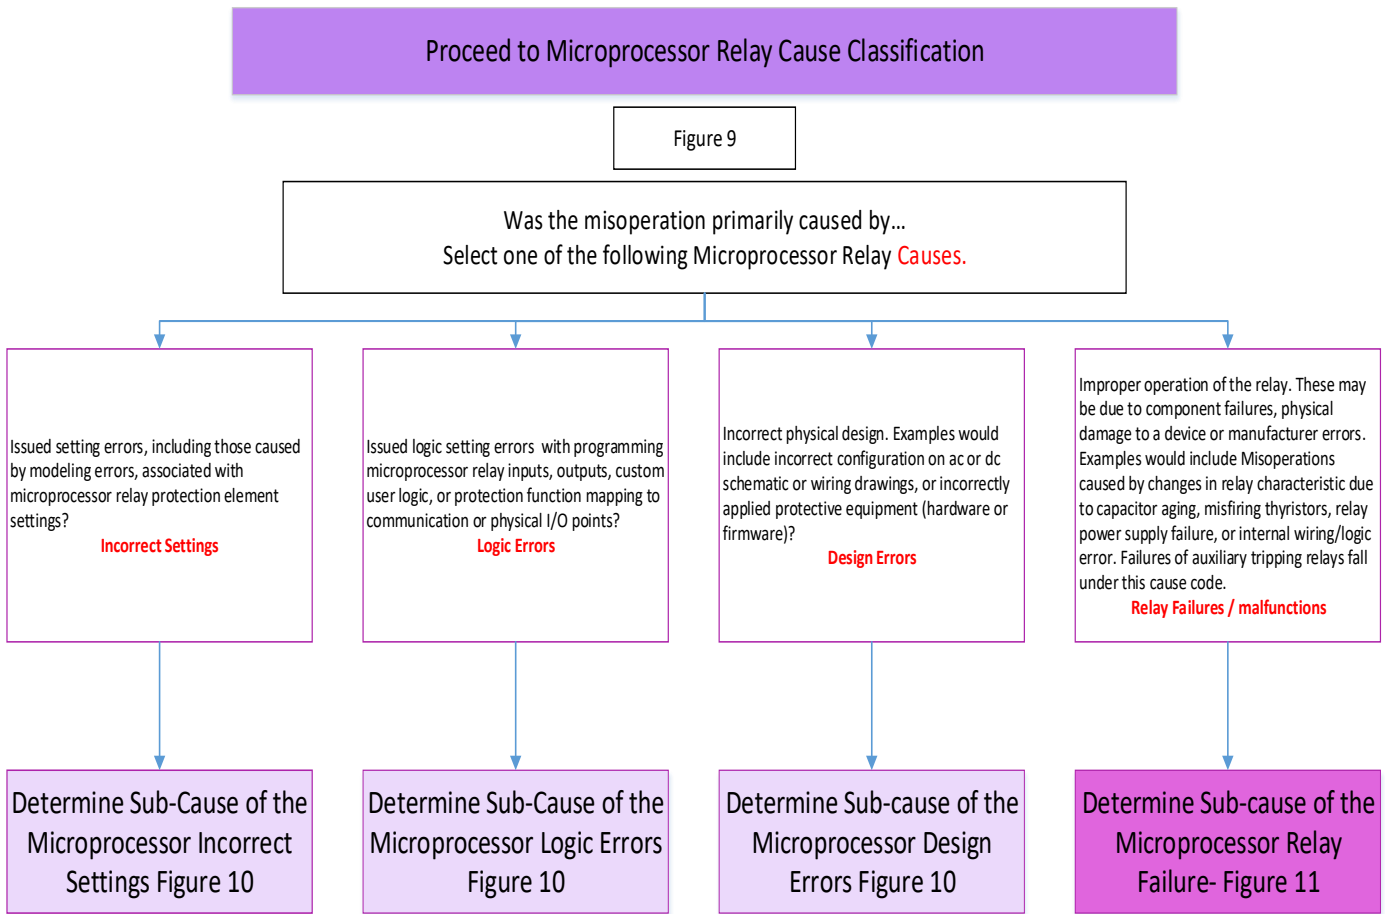 Proceed to Microprocessor Relay Cause Classification
Figure 9
Was the misoperation primarily caused by...
Select one of the following Microprocessor Relay Causes.
Issued setting errors, including those caused
by modeling errors, associated with
microprocessor relay protection element
settings?
Incorrect Settings
Issued logic setting errors with programming
microprocessor relay inputs, outputs, custom
user logic, or protection function mapping to
communication or physical I/O points?
Logic Errors
Incorrect physical design. Examples would
include incorrect configuration on ac or dc
schematic or wiring drawings, or incorrectly
applied protective equipment (hardware or
firmware)?
Design Errors
Improper operation of the relay. These may
be due to component failures, physical
damage to a device or manufacturer errors.
Examples would include Misoperations
caused by changes in relay characteristic due
to capacitor aging, misfiring thyristors, relay
power supply failure, or internal wiring/logic
error. Failures of auxiliary tripping relays fall
under this cause code.
Relay Failures / malfunctions
Determine Sub-Cause of the
Microprocessor Incorrect
Settings Figure 10
Determine Sub-Cause of the
Microprocessor Logic Errors
Figure 10
Determine Sub-cause of the
Microprocessor Design
Errors Figure 10
Determine Sub-cause of the
Microprocessor Relay
Failure- Figure 11